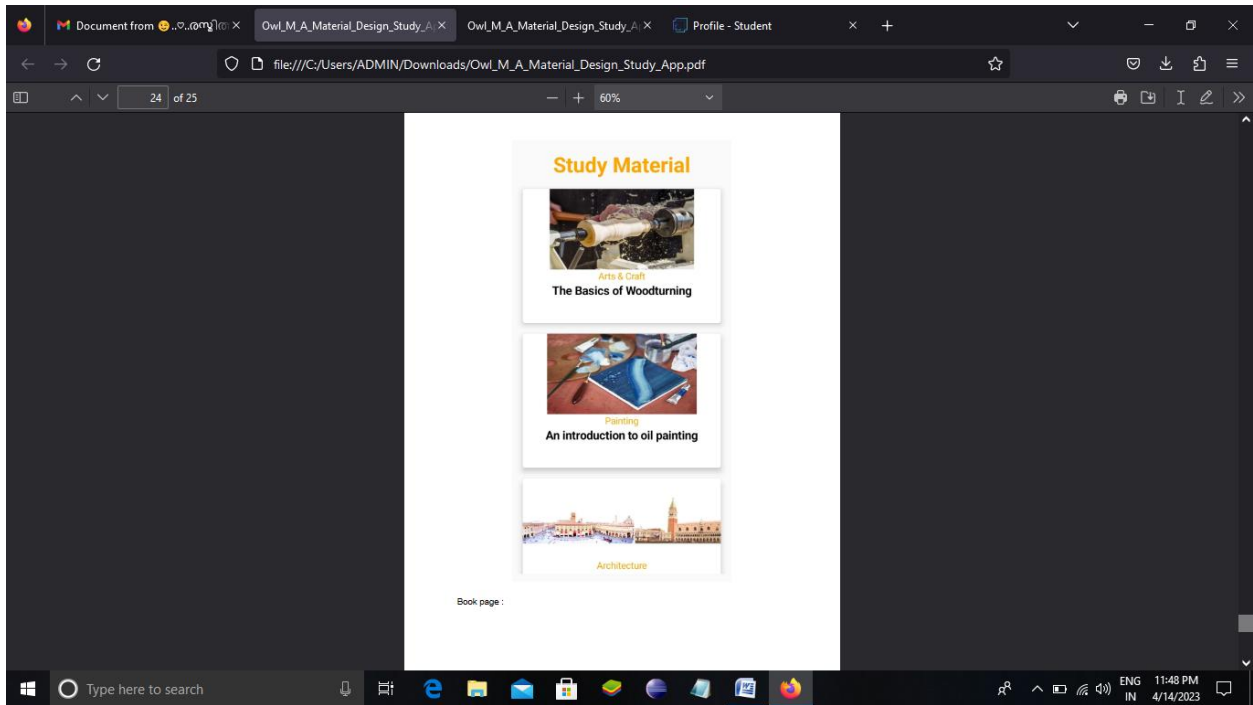 Document from 😀..♡..രസ്മിത
Owl_M_A_Material_Design_Study_A
Owl_M_A_Material_Design_Study_A
Profile - Student
file:///C:/Users/ADMIN/Downloads/Owl_M_A_Material_Design_Study_App.pdf
24 of 25
60%
Study Material
Arts & Craft
The Basics of Woodturning
Painting
An introduction to oil painting
Architecture
Book page :
Type here to search
ENG 11:48 PM
IN 4/14/2023